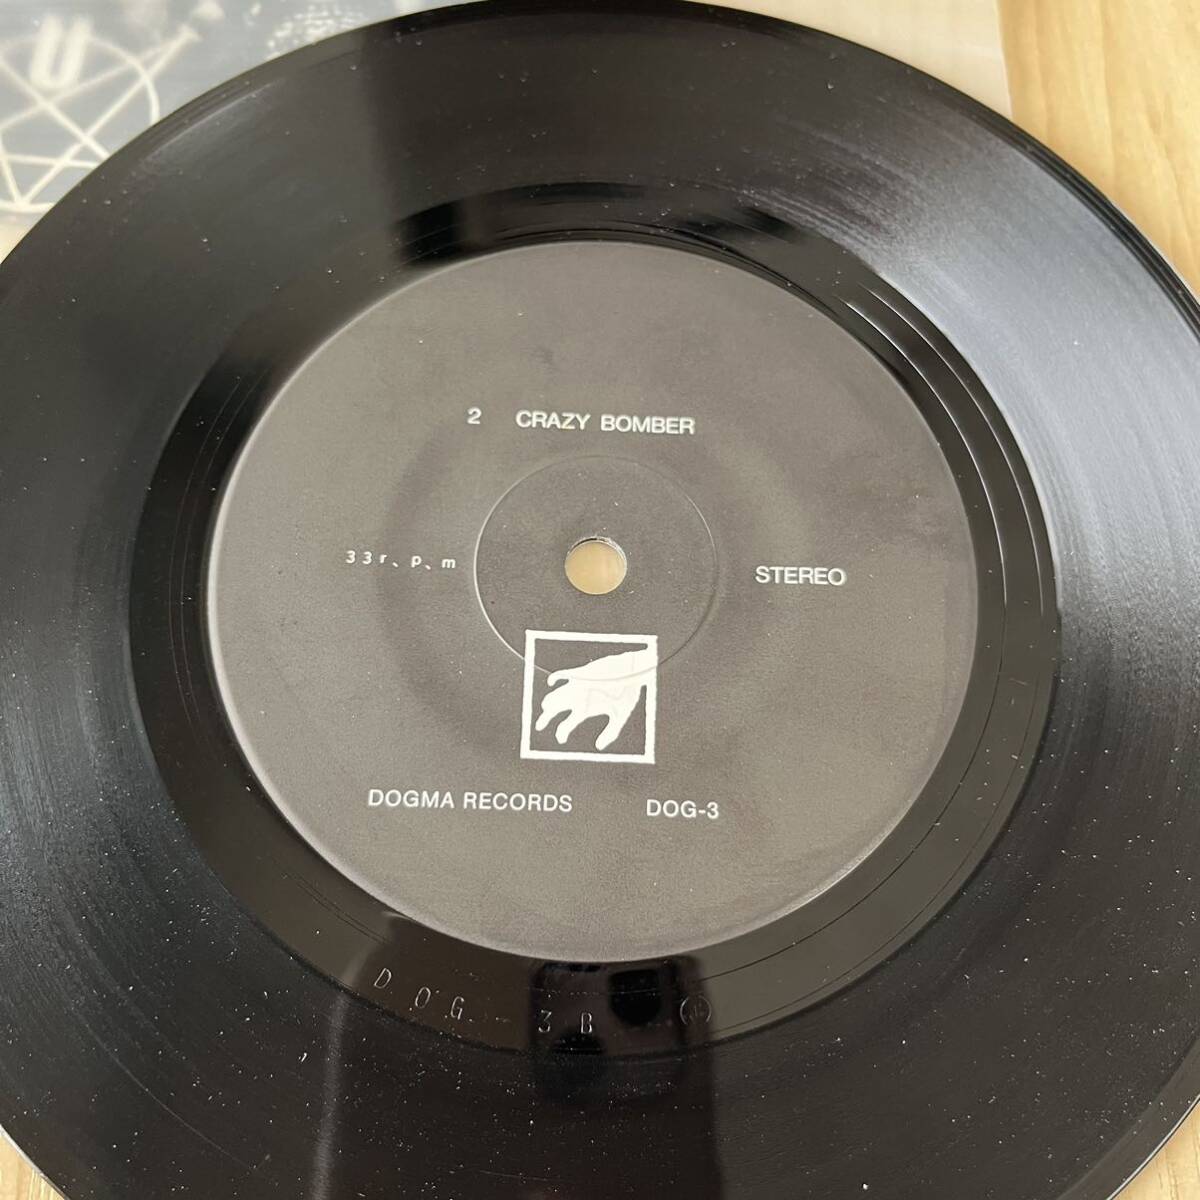 U
2 CRAZY BOMBER
33r、p、m
STEREO
DOGMA RECORDS DOG-3
DOG-3B